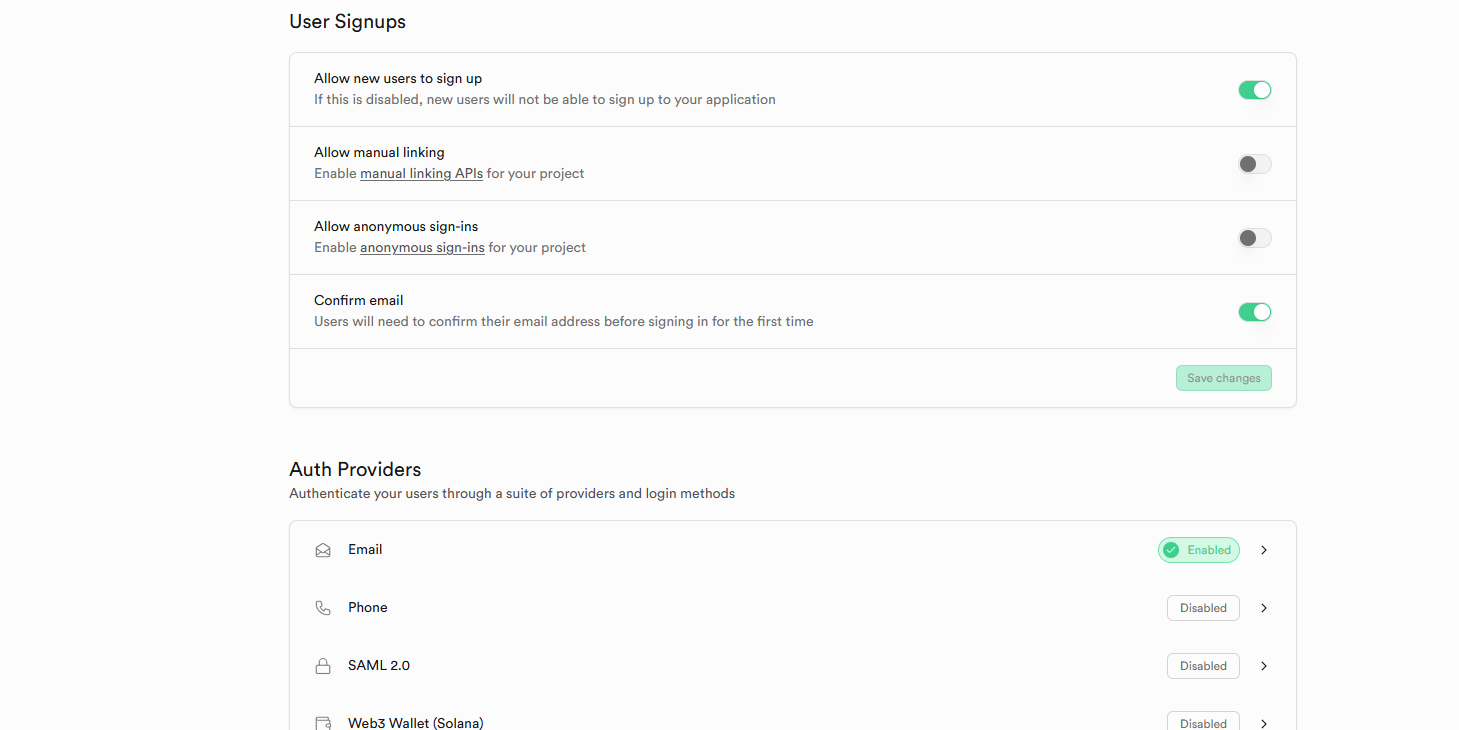 User Signups
Allow new users to sign up
If this is disabled, new users will not be able to sign up to your application
Allow manual linking
Enable manual linking APIs for your project
Allow anonymous sign-ins
Enable anonymous sign-ins for your project
Confirm email
Users will need to confirm their email address before signing in for the first time
Save changes
Auth Providers
Authenticate your users through a suite of providers and login methods
Email
Enabled
Phone
Disabled
SAML 2.0
Disabled
Web3 Wallet (Solana)
Disabled